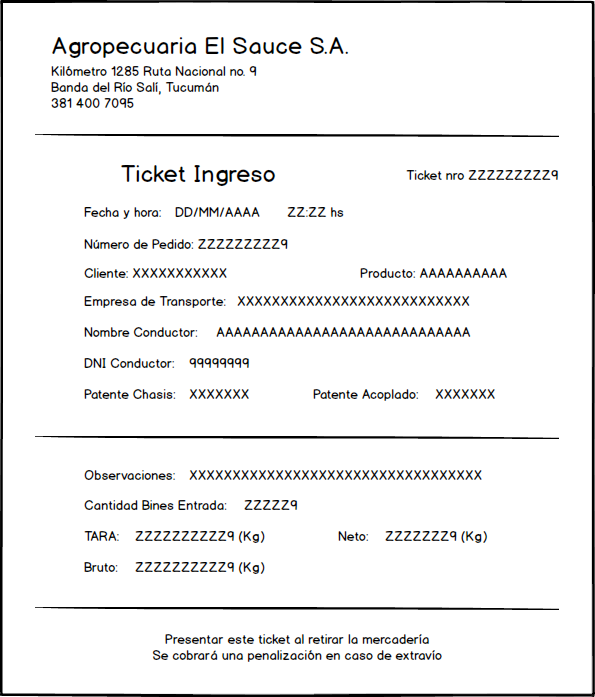 Agropecuaria El Sauce S.A.
Kilómetro 1285 Ruta Nacional no. 9
Banda del Río Salí, Tucumán
381 400 7095
Ticket Ingreso Ticket nro ZZZZZZZZZ9
Fecha y hora: DD/MM/AAAA ZZ:ZZ hs
Número de Pedido: ZZZZZZZZZ9
Cliente: XXXXXXXXXXX Producto: AAAAAAAAAA
Empresa de Transporte: XXXXXXXXXXXXXXXXXXXXXXXXXXX
Nombre Conductor: AAAAAAAAAAAAAAAAAAAAAAAAAAAAA
DNI Conductor: 99999999
Patente Chasis: XXXXXXX Patente Acoplado: XXXXXXX
Observaciones: XXXXXXXXXXXXXXXXXXXXXXXXXXXXXXXXXX
Cantidad Bines Entrada: ZZZZZ9
TARA: ZZZZZZZZZZ9 (Kg) Neto: ZZZZZZZ9 (Kg)
Bruto: ZZZZZZZZZZ9 (Kg)
Presentar este ticket al retirar la mercadería
Se cobrará una penalización en caso de extravío